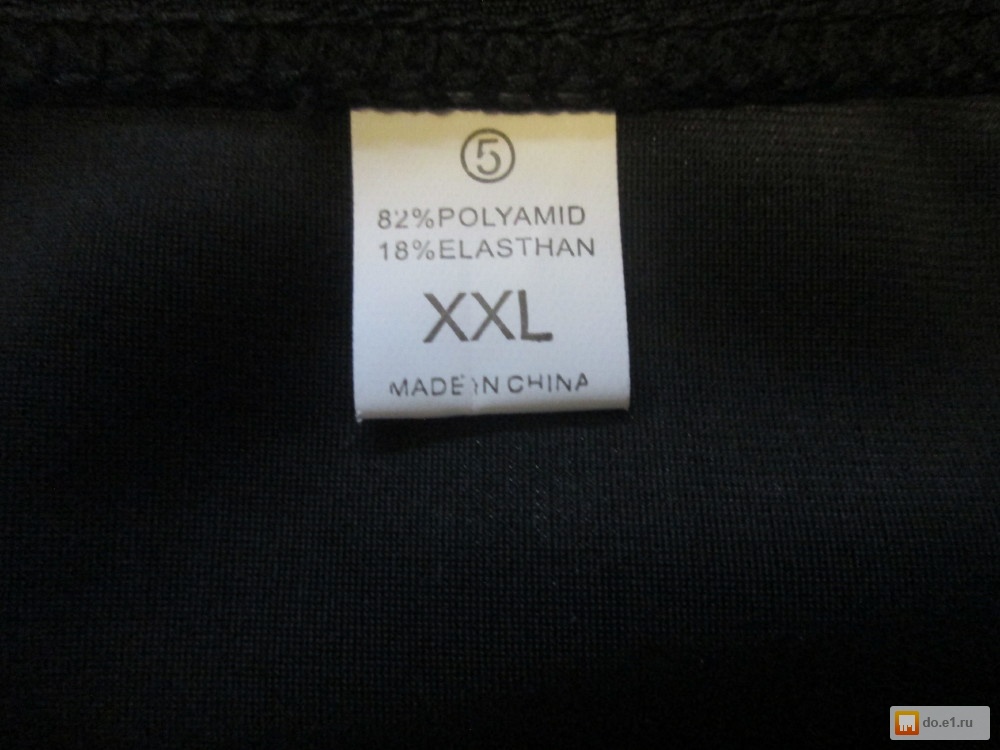 5
82%POLYAMID
18%ELASTHAN
XXL
MADE IN CHINA
do.e1.ru